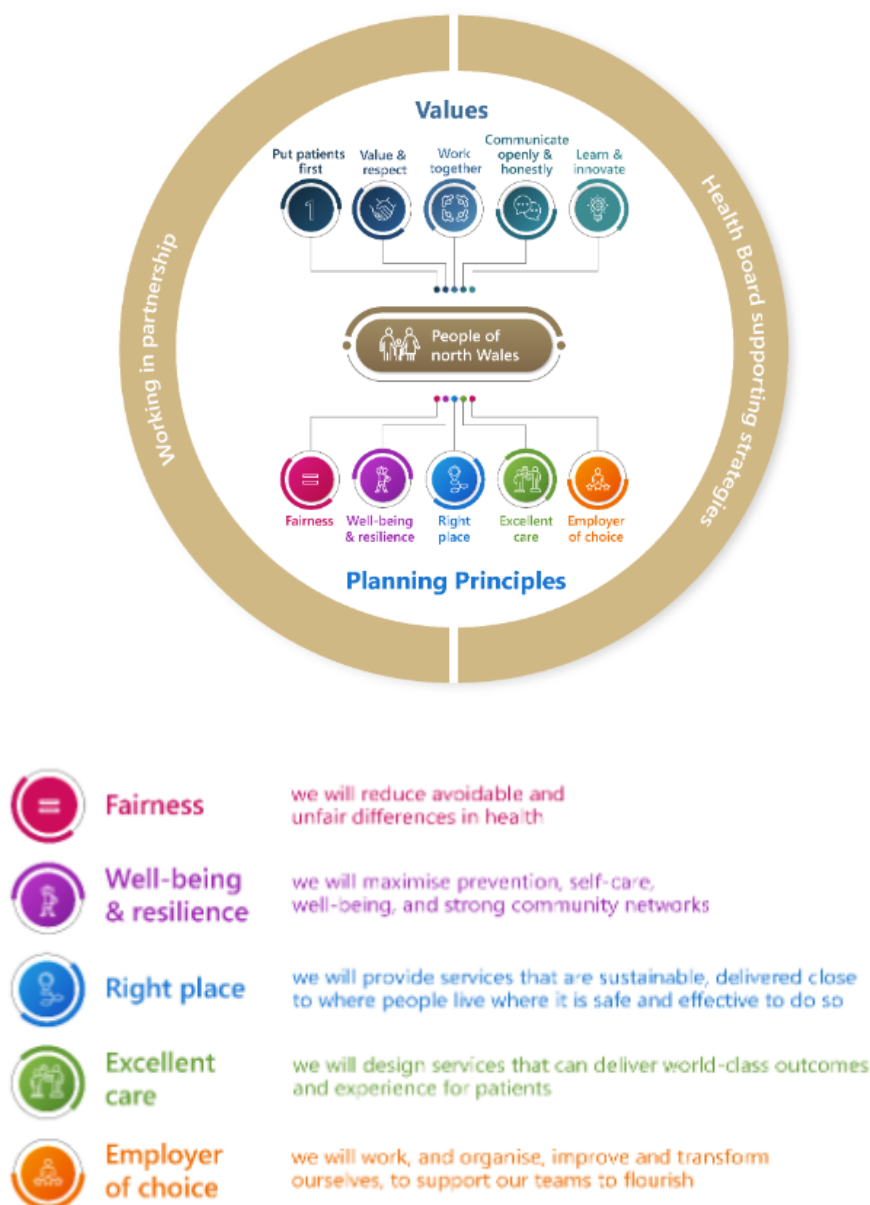 Values
Put patients
first
Value &
respect
Work
together
Communicate
openly &
honestly
Learn &
innovate
1
Working in partnership
Health Board supporting strategies
People of
north Wales
Fairness
Well-being
& resilience
Right
place
Excellent
care
Employer
of choice
Planning Principles
Fairness
we will reduce avoidable and
unfair differences in health
Well-being
& resilience
we will maximise prevention, self-care,
well-being, and strong community networks
Right place
we will provide services that are sustainable, delivered close
to where people live where it is safe and effective to do so
Excellent
care
we will design services that can deliver world-class outcomes
and experience for patients
Employer
of choice
we will work, and organise, improve and transform
ourselves, to support our teams to flourish